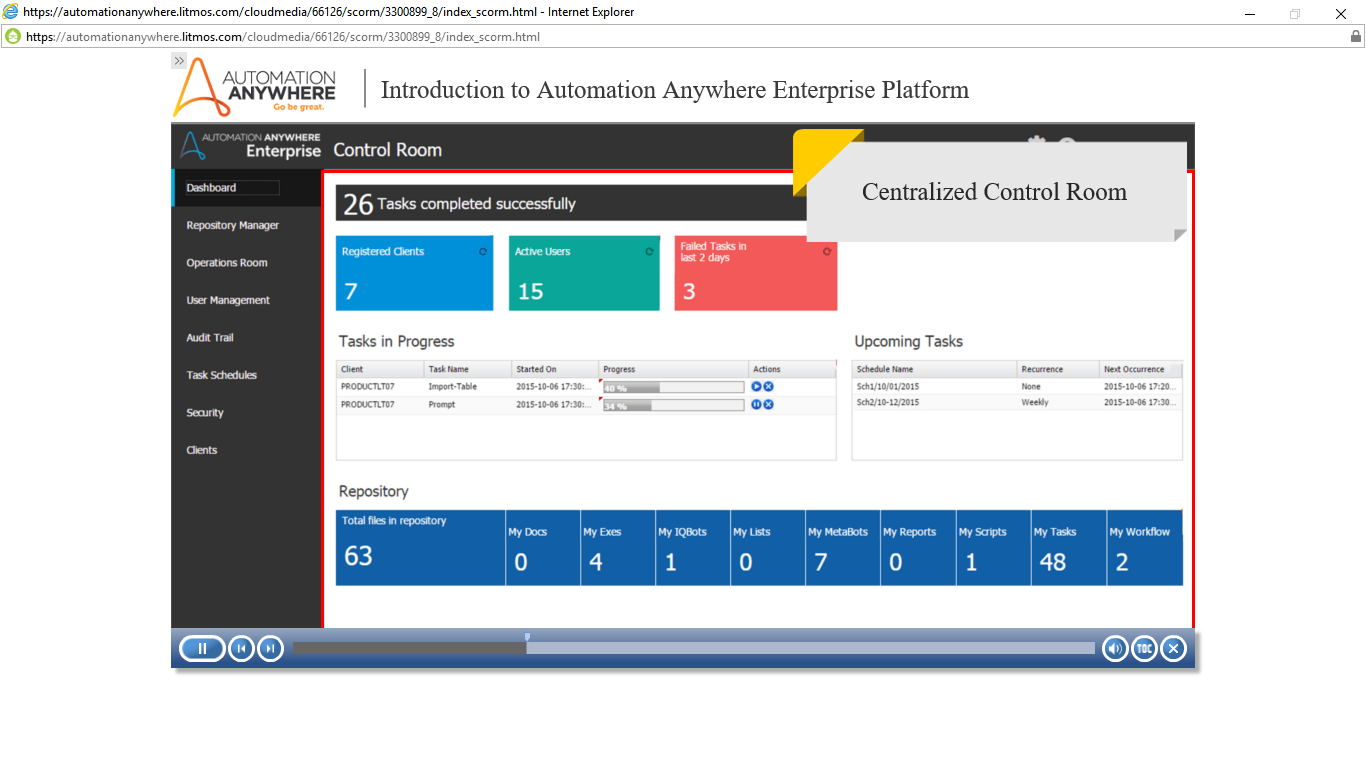 https://automationanywhere.litmos.com/cloudmedia/66126/scorm/3300899_8/index_scorm.html - Internet Explorer
https://automationanywhere.litmos.com/cloudmedia/66126/scorm/3300899_8/index_scorm.html
AUTOMATION
ANYWHERE
Go be great.
Introduction to Automation Anywhere Enterprise Platform
AUTOMATION ANYWHERE
Enterprise
Control Room
Centralized Control Room
Dashboard
Repository Manager
Operations Room
User Management
Audit Trail
Task Schedules
Security
Clients
26 Tasks completed successfully
Registered Clients
7
Active Users
15
Failed Tasks in
last 2 days
3
Tasks in Progress
Client Task Name Started On Progress Actions
PRODUCTLT07 Import-Table 2015-10-06 17:30:... 40 %
PRODUCTLT07 Prompt 2015-10-06 17:30:... 34 %
Upcoming Tasks
Schedule Name Recurrence Next Occurrence
Sch1/10/01/2015 None 2015-10-06 17:20...
Sch2/10-12/2015 Weekly 2015-10-06 17:30...
Repository
Total files in repository
63
My Docs
0
My Exes
4
My IQBots
1
My Lists
0
My MetaBots
7
My Reports
0
My Scripts
1
My Tasks
48
My Workflow
2
TOC